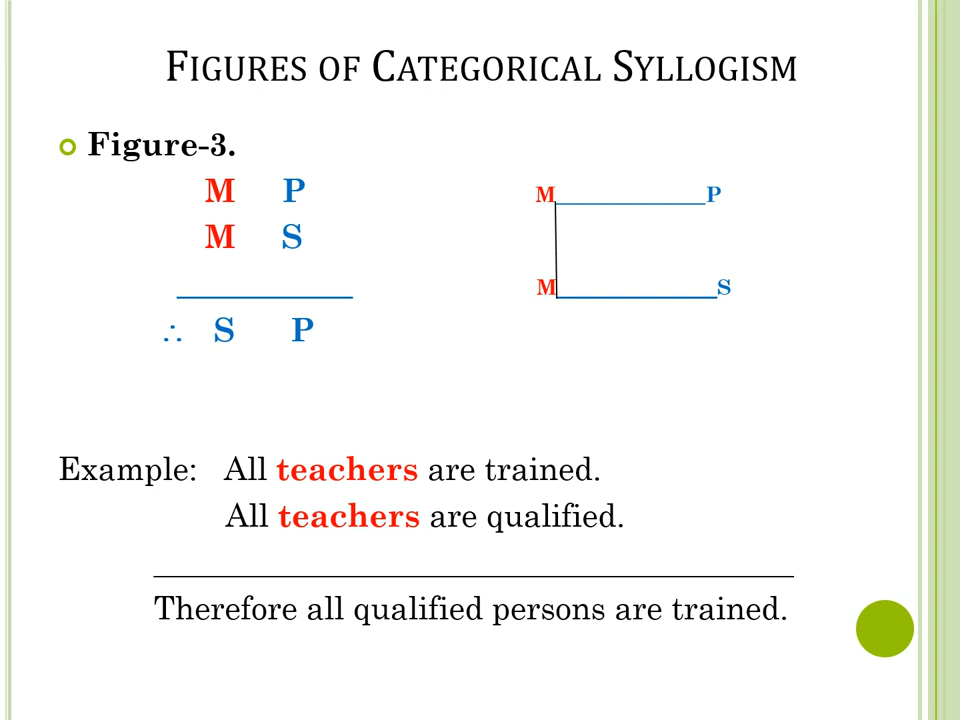 FIGURES OF CATEGORICAL SYLLOGISM
Figure-3.
M P
M S
∴ S P
M P
M S
Example: All teachers are trained.
All teachers are qualified.
Therefore all qualified persons are trained.